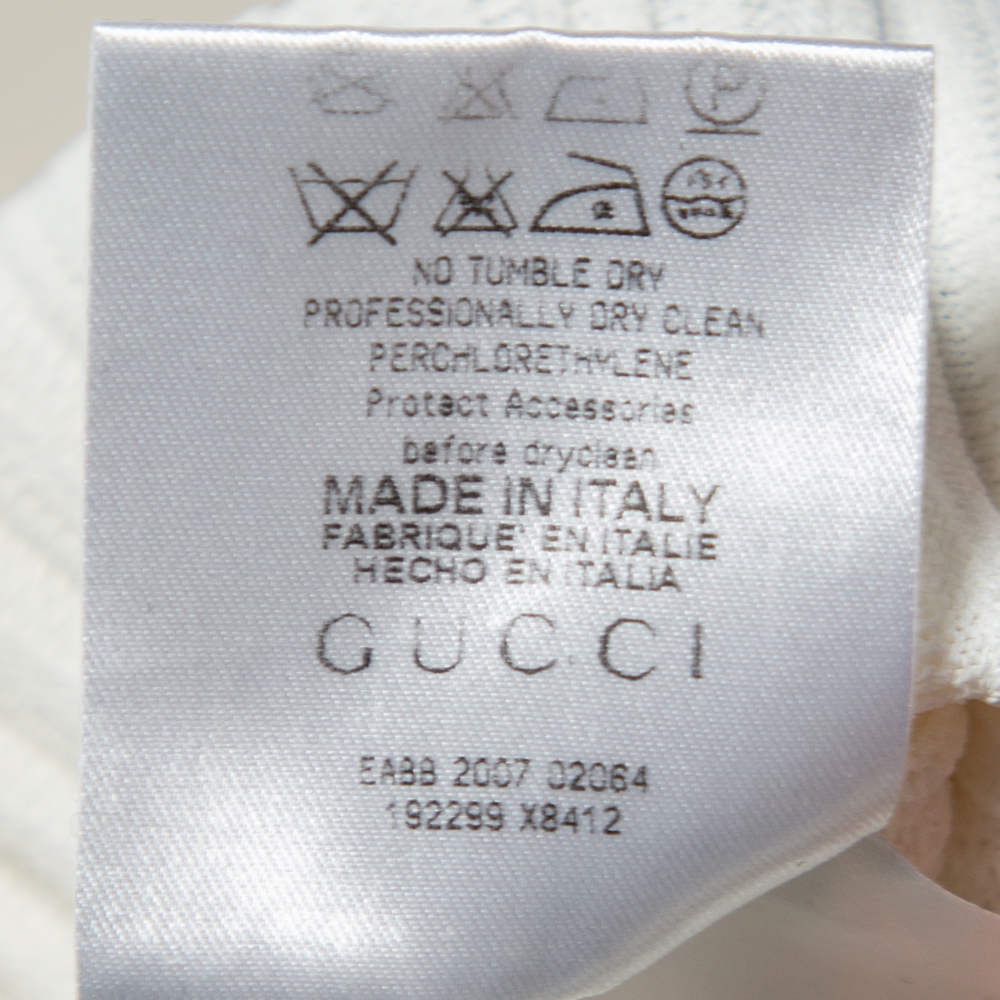 P
NO TUMBLE DRY
PROFESSIONALLY DRY CLEAN
PERCHLORETHYLENE
Protect Accessories
before dryclean
MADE IN ITALY
FABRIQUE' EN ITALIE
HECHO EN ITALIA
GUCCI
EABB 2007 02064
192299 X8412